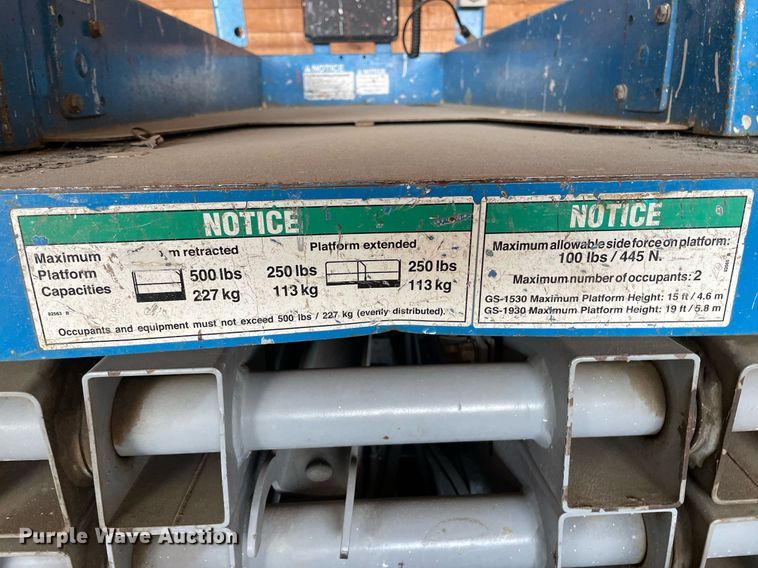 NOTICE
NOTICE
NOTICE
Maximum
Platform
Capacities
retracted
500 lbs
227 kg
Platform extended
250 lbs
113 kg
250 lbs
113 kg
82563 B
Occupants and equipment must not exceed 500 lbs / 227 kg (evenly distributed).
NOTICE
Maximum allowable side force on platform:
100 lbs / 445 N.
Maximum number of occupants: 2
GS-1530 Maximum Platform Height: 15 ft / 4.6 m
GS-1930 Maximum Platform Height: 19 ft / 5.8 m
Purple Wave Auction